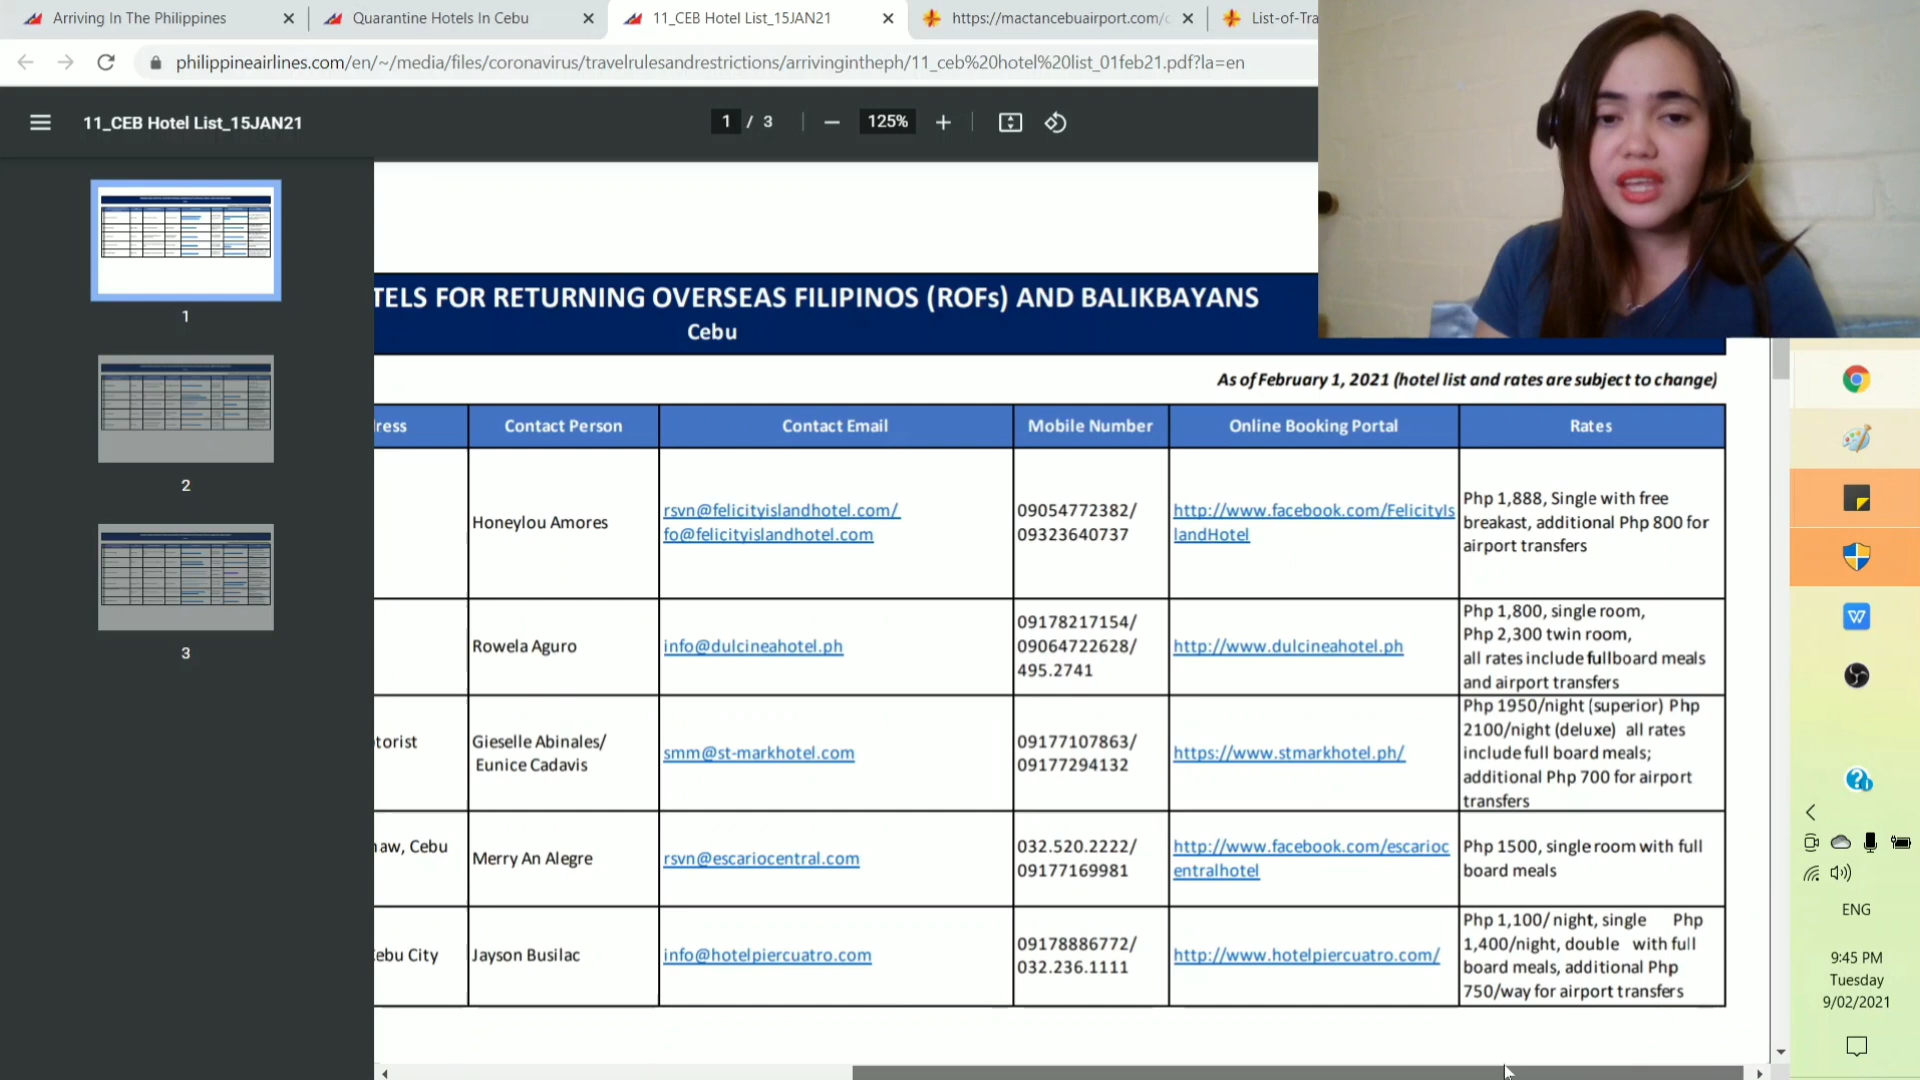 Arriving In The Philippines
Quarantine Hotels In Cebu
11_CEB Hotel List_15JAN21
https://mactancebuairport.com/c
List-of-Tra
philippineairlines.com/en/~/media/files/coronavirus/travelrulesandrestrictions/arrivingintheph/11_ceb%20hotel%20list_01feb21.pdf?la=en
11_CEB Hotel List_15JAN21
1 / 3
125%
1
2
3
TELS FOR RETURNING OVERSEAS FILIPINOS (ROFs) AND BALIKBAYANS
Cebu
As of February 1, 2021 (hotel list and rates are subject to change)
ress
Contact Person
Contact Email
Mobile Number
Online Booking Portal
Rates
Honeylou Amores
rsvn@felicityislandhotel.com/
fo@felicityislandhotel.com
09054772382/
09323640737
http://www.facebook.com/FelicityIs
landHotel
Php 1,888, Single with free
breakast, additional Php 800 for
airport transfers
Rowela Aguro
info@dulcineahotel.ph
09178217154/
09064722628/
495.2741
http://www.dulcineahotel.ph
Php 1,800, single room,
Php 2,300 twin room,
all rates include fullboard meals
and airport transfers
torist
Gieselle Abinales/
Eunice Cadavis
smm@st-markhotel.com
09177107863/
09177294132
https://www.stmarkhotel.ph/
Php 1950/night (superior) Php
2100/night (deluxe) all rates
include full board meals;
additional Php 700 for airport
transfers
aw, Cebu
Merry An Alegre
rsvn@escariocentral.com
032.520.2222/
09177169981
http://www.facebook.com/escarioc
entralhotel
Php 1500, single room with full
board meals
Cebu City
Jayson Busilac
info@hotelpiercuatro.com
09178886772/
032.236.1111
http://www.hotelpiercuatro.com/
Php 1,100/ night, single Php
1,400/night, double with full
board meals, additional Php
750/way for airport transfers
ENG
9:45 PM
Tuesday
9/02/2021